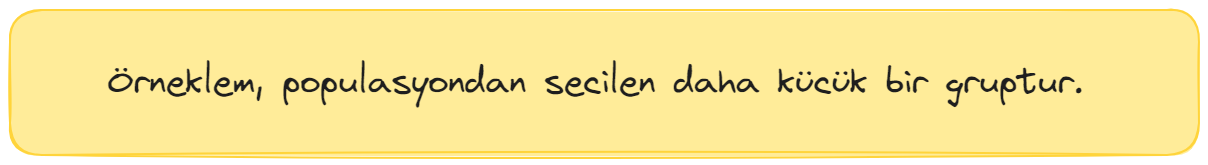 Örneklem, populasyondan secilen daha kücük bir gruptur.